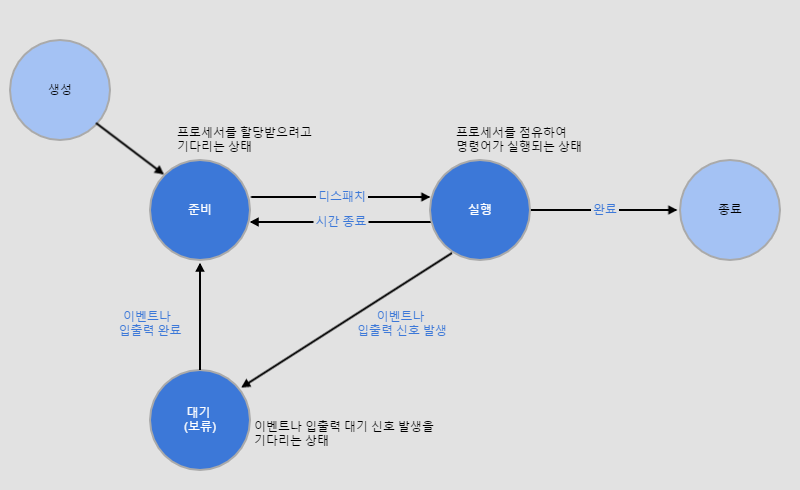 생성
프로세서를 할당받으려고
기다리는 상태
프로세서를 점유하여
명령어가 실행되는 상태
준비
디스패치
시간 종료
실행
완료
종료
이벤트나
입출력 완료
이벤트나
입출력 신호 발생
대기
(보류)
이벤트나 입출력 대기 신호 발생을
기다리는 상태